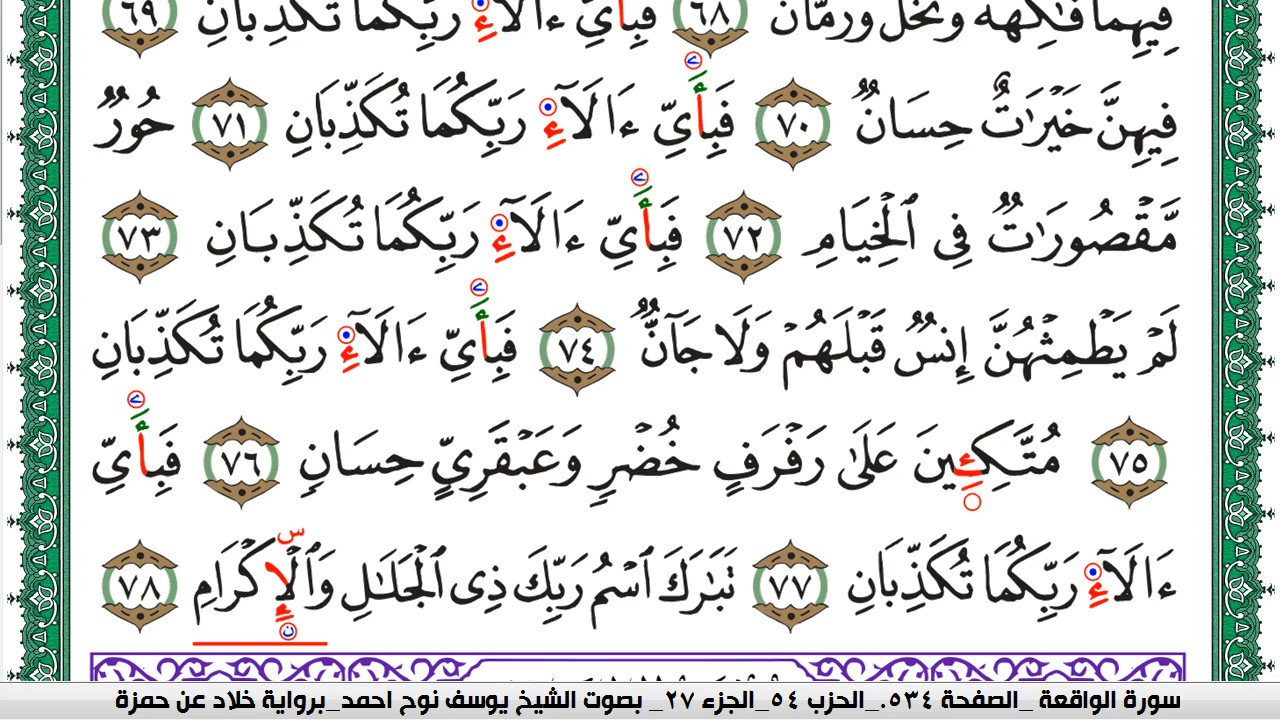 فِيهِمَا فَٰكِهَةٌ وَنَخْلٌ وَرُمَّانٌ ٦٨ فَبِأَيِّ ءَالَآءِ رَبِّكُمَا تُكَذِّبَانِ ٦٩
فِيهِنَّ خَيْرَٰتٌ حِسَانٌ ٧٠ فَبِأَيِّ ءَالَآءِ رَبِّكُمَا تُكَذِّبَانِ ٧١ حُورٌ
مَّقْصُورَٰتٌ فِي ٱلْخِيَامِ ٧٢ فَبِأَيِّ ءَالَآءِ رَبِّكُمَا تُكَذِّبَانِ ٧٣
لَمْ يَطْمِثْهُنَّ إِنسٌ قَبْلَهُمْ وَلَا جَآنٌّ ٧٤ فَبِأَيِّ ءَالَآءِ رَبِّكُمَا تُكَذِّبَانِ
٧٥ مُتَّكِـِٔينَ عَلَىٰ رَفْرَفٍ خُضْرٍ وَعَبْقَرِيٍّ حِسَانٍ ٧٦ فَبِأَيِّ
ءَالَآءِ رَبِّكُمَا تُكَذِّبَانِ ٧٧ تَبَٰرَكَ ٱسْمُ رَبِّكَ ذِي ٱلْجَلَٰلِ وَٱلْإِكْرَامِ ٧٨
سورة الواقعة _الصفحة ٥٣٤._الحزب ٥٤_الجزء ٢٧_ بصوت الشيخ يوسف نوح احمد_برواية خلاد عن حمزة